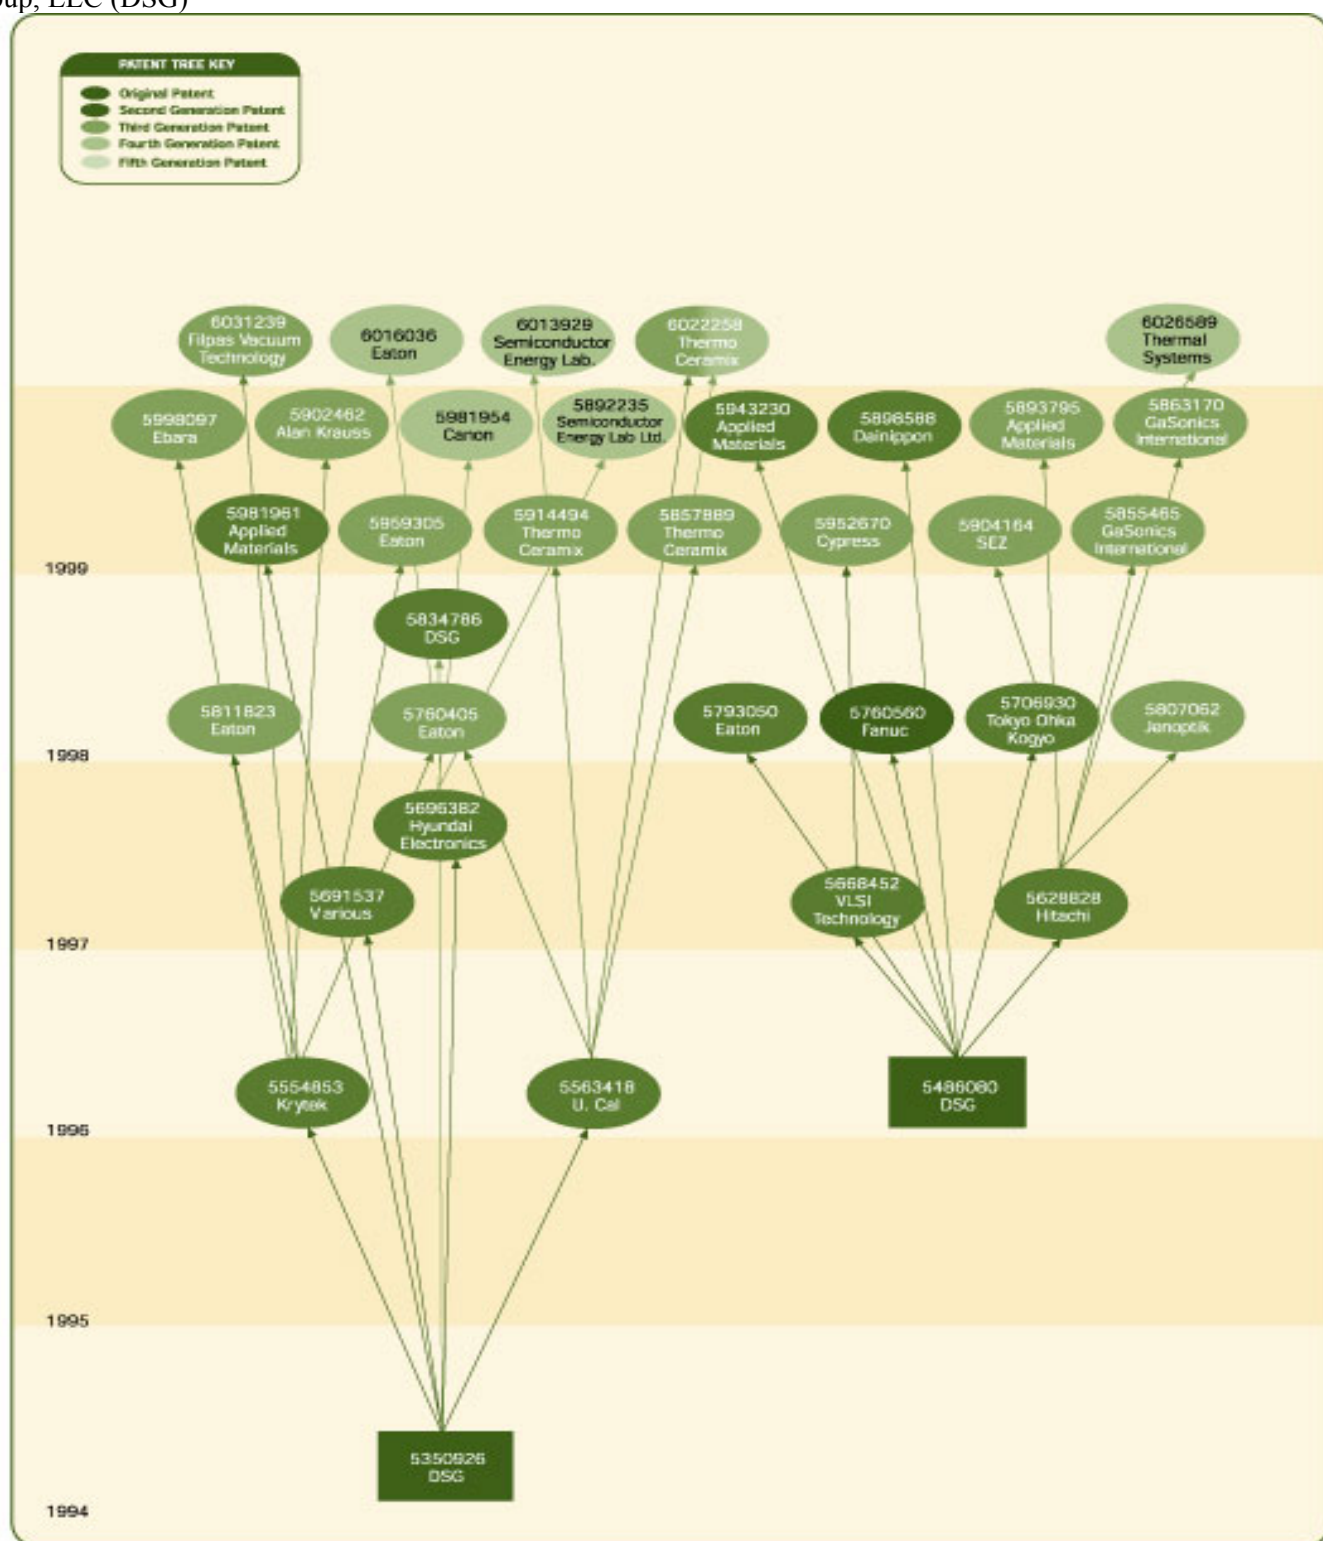 oup, LLC (DSG)
PATENT TREE KEY
Original Patent
Second Generation Patent
Third Generation Patent
Fourth Generation Patent
Fifth Generation Patent
6031239
Filpas Vacuum
Technology
6016036
Eaton
6013929
Semiconductor
Energy Lab.
6022258
Thermo
Ceramix
6026589
Thermal
Systems
5998097
Ebara
5902462
Alan Krauss
5981954
Canon
5892235
Semiconductor
Energy Lab Ltd.
5943230
Applied
Materials
5898588
Dainippon
5893795
Applied
Materials
5863170
GaSonics
International
5981961
Applied
Materials
5959305
Eaton
5914494
Thermo
Ceramix
5857889
Thermo
Ceramix
5952670
Cypress
5904164
SEZ
5855465
GaSonics
International
1999
5834786
DSG
5811823
Eaton
5760405
Eaton
5793050
Eaton
5760560
Fanuc
5706930
Tokyo Ohka
Kogyo
5807062
Jenoptik
1998
5696382
Hyundai
Electronics
5691537
Various
5668452
VLSI
Technology
5628828
Hitachi
1997
5554853
Krytek
5563418
U. Cal
5486080
DSG
1996
1995
5350926
DSG
1994